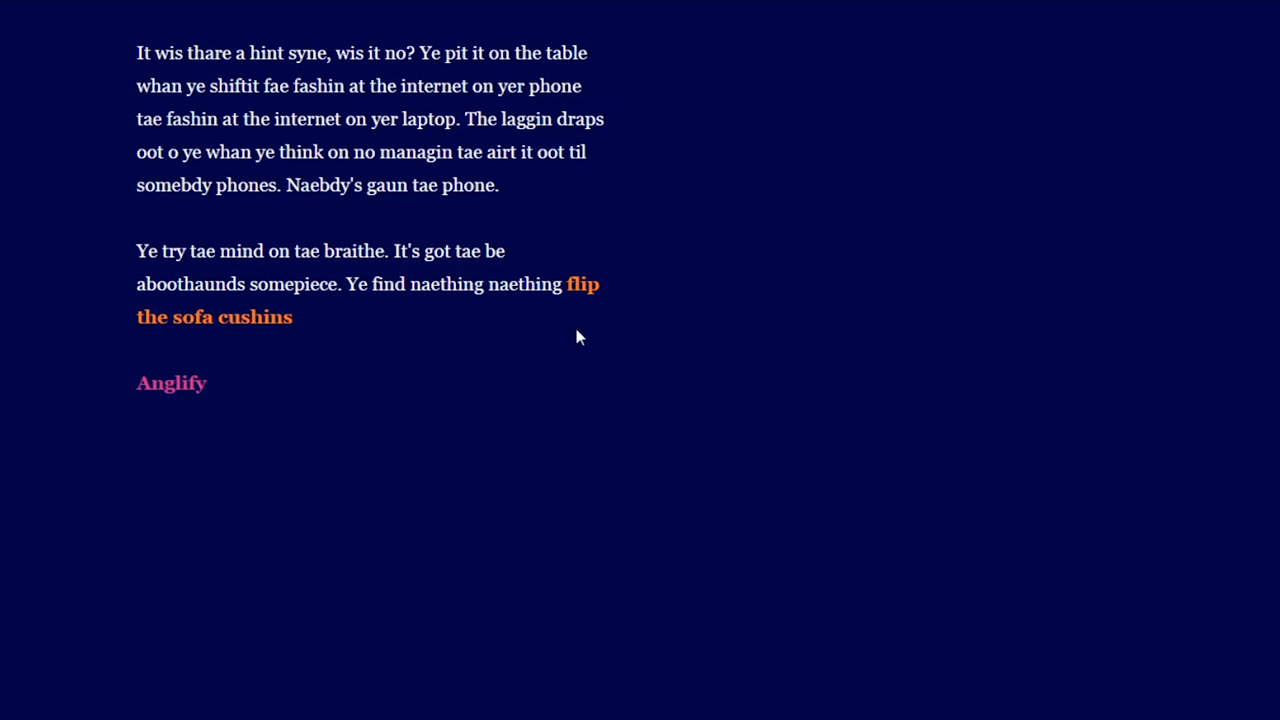 It wis thare a hint syne, wis it no? Ye pit it on the table
whan ye shiftit fae fashin at the internet on yer phone
tae fashin at the internet on yer laptop. The laggin draps
oot o ye whan ye think on no managin tae airt it oot til
somebdy phones. Naebdy's gaun tae phone.
Ye try tae mind on tae braithe. It's got tae be
aboothaunds somepiece. Ye find naething naething flip
the sofa cushins
Anglify